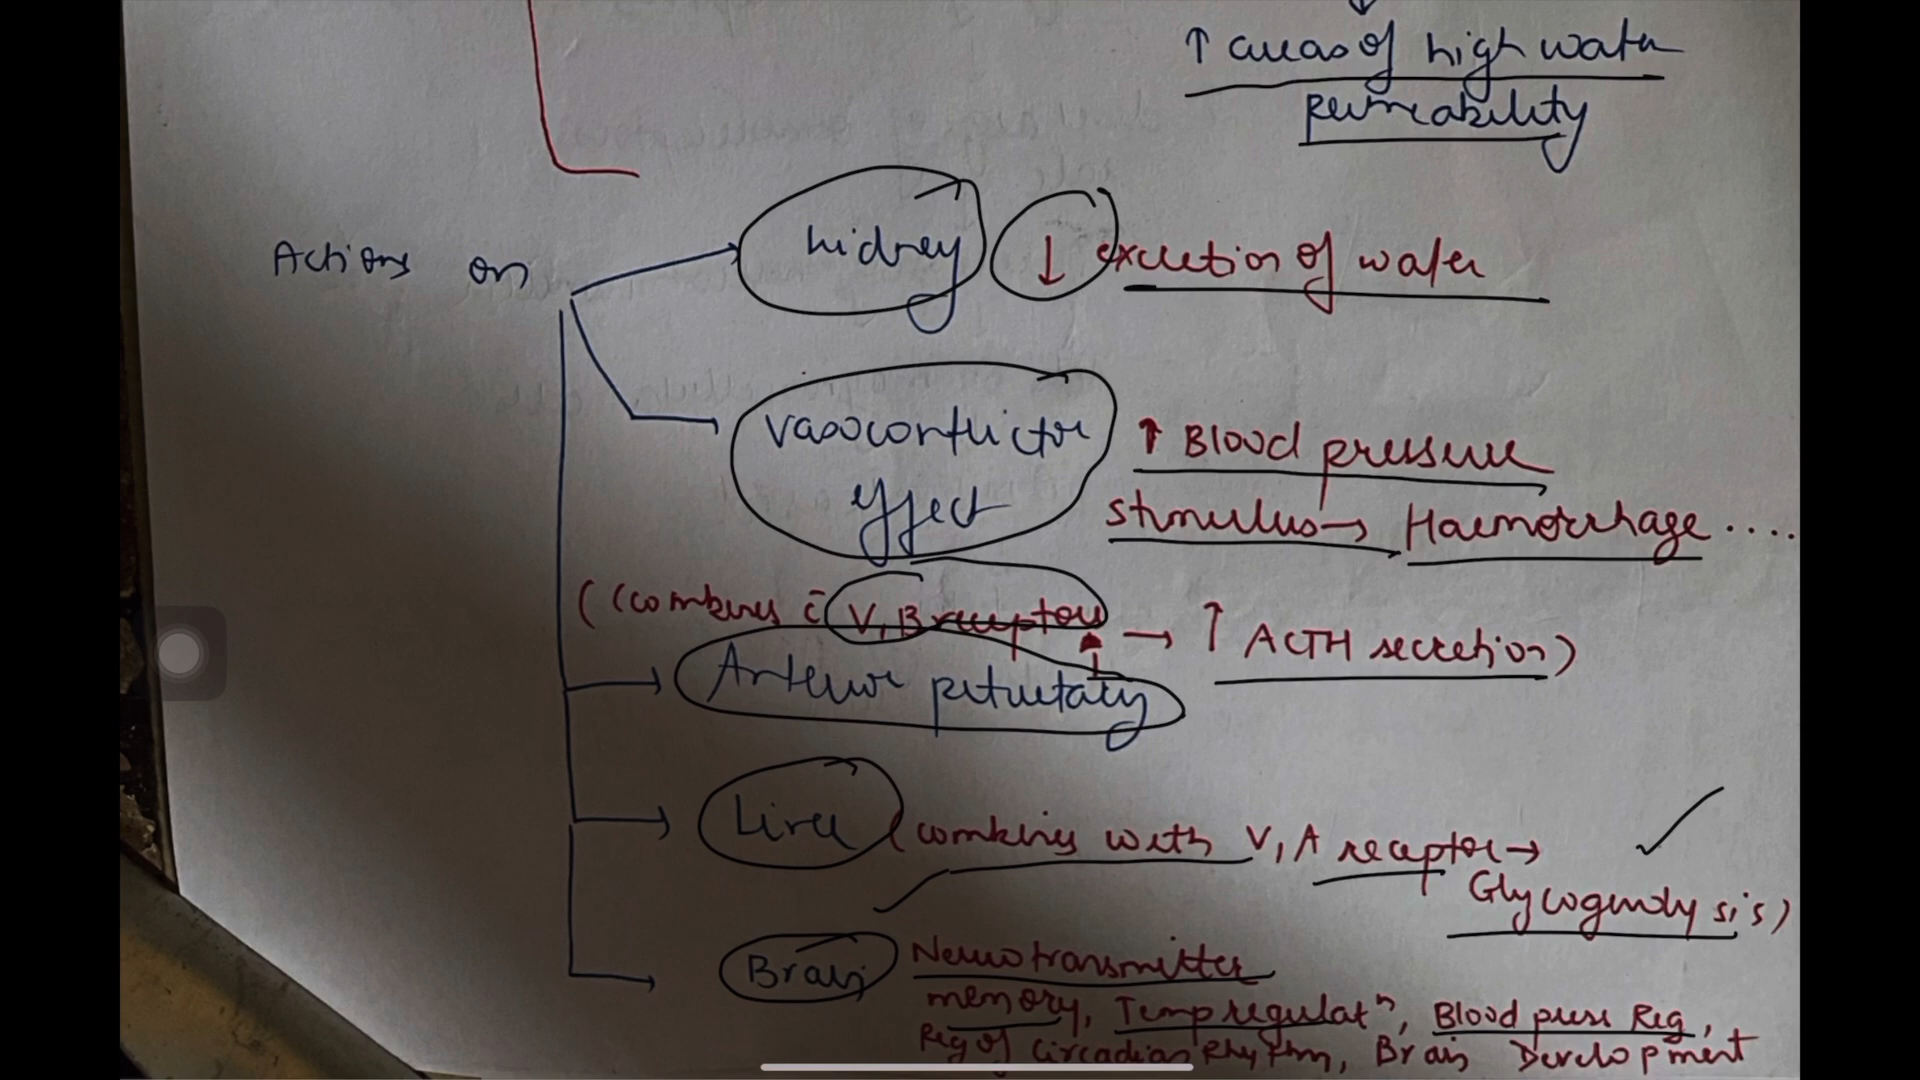 ↑ areas of high water
permeability
Actions on
kidney ↓ excretion of water
vasoconstrictor ↑ Blood pressure
effect stimulus → Haemorrhage ....
((combines c̄ V1B receptor → ↑ ACTH secretion)
Anterior pituitary
Liver (combines with V1A receptor →
Glycogenolysis)
Brain Neurotransmitter
memory, Temp regulatⁿ, Blood press Reg,
Reg of Circadian Rhythm, Brain Development